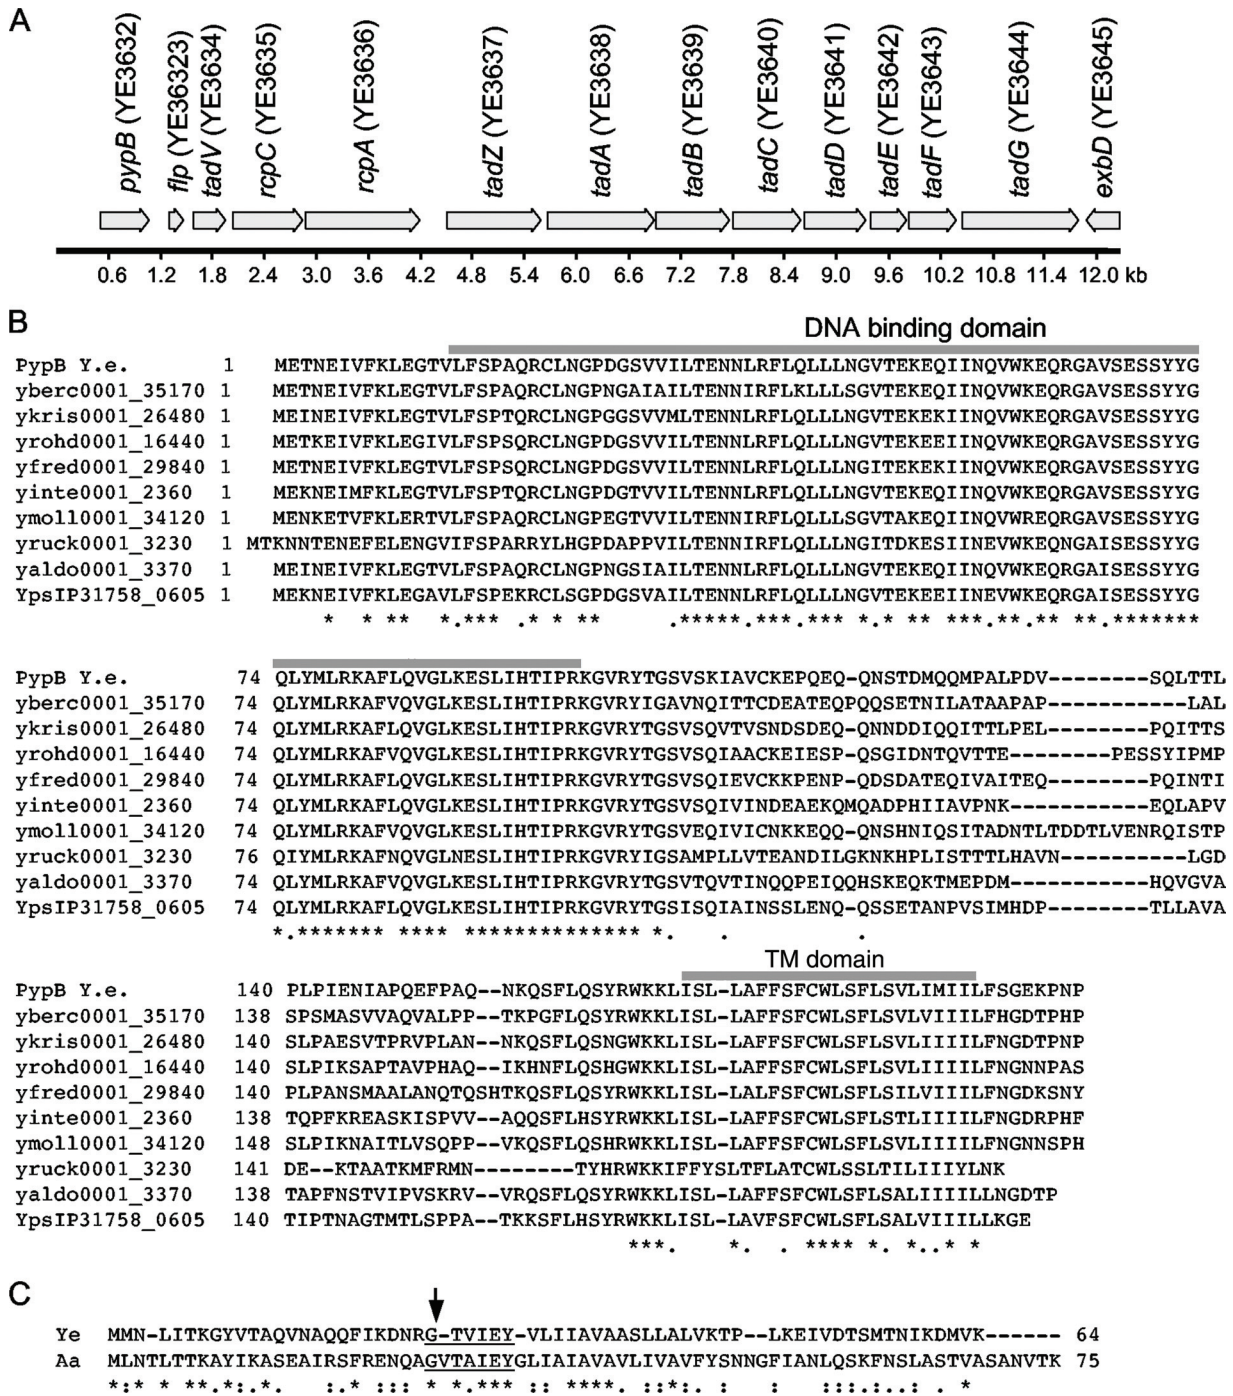 A
pypB (YE3632)
flp (YE36323)
tadV (YE3634)
rcpC (YE3635)
rcpA (YE3636)
tadZ (YE3637)
tadA (YE3638)
tadB (YE3639)
tadC (YE3640)
tadD (YE3641)
tadE (YE3642)
tadF (YE3643)
tadG (YE3644)
exbD (YE3645)
0.6 1.2 1.8 2.4 3.0 3.6 4.2 4.8 5.4 6.0 6.6 7.2 7.8 8.4 9.0 9.6 10.2 10.8 11.4 12.0 kb
B
DNA binding domain
PypB Y.e. 1 METNEIVFKLEGTVLFSPAQRCLNGPDGSVVILTENNLRFLQLLLNGVTEKEQIINQVWKEQRGAVSESSYYG
yberc0001_35170 1 METNEIVFKLEGTVLFSPAQRCLNGPNGAIAILTENNIRFLKLLLSGVTEKEQIINQVWKEQRGAVSESSYYG
ykris0001_26480 1 METNEIVFKLEGTVLFSPTQRCLNGPGGSVVMLTENNLRFLQLLLNGVTEKEKIINQVWKEQRGAVSESSYYG
yrohd0001_16440 1 METKEIVFKLEGIVLFSPSQRCLNGPDGSVVILTENNLRFLQLLLNGVTEKEEIINQVWKEQRGAVSESSYYG
yfred0001_29840 1 METNEIVFKLEGTVLFSPSQRCLNGPDGSVVILTENNLRFLQLLLNGITEKEKIINQVWKEQRGAVSESSYYG
yinte0001_2360 1 MEKNEIMFKLEGTVLFSPTQRCLNGPDGTVVILTENNLRFLQLLLNGVTEKEQIINQVWKEQRGAVSESSYYG
ymoll0001_34120 1 MENKETVFKLERTVLFSPAQRCLNGPEGTVVILTENNIRFLQLLLSGVTAKEQIINQVWREQRGAVSESSYYG
yruck0001_3230 1 MTKNNTENEFELENGVIFSPARRYLHGPDAPPVILTENNLRFLQLLLNGITDKESIINEVWKEQNGAISESSYYG
yaldo0001_3370 1 MEINEIVFKLEGTVLFSPAQRCLNGPNGSIAILTENNLRFLQLLLNGVTEKEQIINQVWKEQRGAVSESSYYG
YpsIP31758_0605 1 MEKNEIVFKLEGAVLFSPEKRCLSGPDGSVAILTENNLRFLQLLLNGVTEKEEIINEVWKEQRGAISESSYYG
* * ** *.*** .* * ** .*****.****.*** *.* ** ***.** ** **.*******
PypB Y.e. 74 QLYMLRKAFLQVGLKESLIHTIPRKGVRYTGSVSKIAVCKEPQEQ-QNSTDMQQMPALPDV---------SQLTTL
yberc0001_35170 74 QLYMLRKAFVQVGLKESLIHTIPRKGVRYIGAVNQITTCDEATEQPQQSETNILATAAPAP------------LAL
ykris0001_26480 74 QLYMLRKAFVQVGLKESLIHTIPRKGVRYTGSVSQVTVSNDSDEQ-QNNDDIQQITTLPEL---------PQITTS
yrohd0001_16440 74 QLYMLRKAFVQVGLKESLIHTIPRKGVRYTGSVSQIAACKEIESP-QSGIDNTQVTTE---------PESSYIPMP
yfred0001_29840 74 QLYMLRKAFVQVGLKESLIHTIPRKGVRYTGSVSQIEVCKKPENP-QDSDATEQIVAITEQ---------PQINTI
yinte0001_2360 74 QLYMLRKAFLQVGLKESLIHTIPRKGVRYTGSVSQIVINDEAEKQMQADPHIIAVPNK------------EQLAPV
ymoll0001_34120 74 QLYMLRKAFLQVGLKESLIHTIPRKGVRYTGSVEQIVICNKKEQQ-QNSHNIQSITADNTLTDDTLVENRQISTP
yruck0001_3230 76 QIYMLRKAFNQVGLNESLIHTIPRKGVRYTGSAMPLLVTEANDILGKNKHPLISTTTLHAVN-----------LGD
yaldo0001_3370 74 QLYMLRKAFVQVGLKESLIHTIPRKGVRYTGSVTQVTINQQPEIQQHSKEQKTMEPDM------------HQVGVA
YpsIP31758_0605 74 QLYMLRKAFLQVGLKESLIHTIPRKGVRYTGSISQIAINSSLENQ-QSSETANPVSIMHDP---------TLLAVA
*.******* **** ************** *. . .
TM domain
PypB Y.e. 140 PLPIENIAPQEFPAQ--NKQSFLQSYRWKKLISL-LAFFSFCWLSFLSVLIMIILFSGEKPNP
yberc0001_35170 138 SPSMASVVAQVALPP--TKPGFLQSYRWKKLISL-LAFFSFCWLSFLSVLVIIILFHGDTPHP
ykris0001_26480 140 SLPAESVTPRVPLAN--NKQSFLQSNGWKKLISL-LAFFSFCWLSFLSVLIIIILFNGDTPNP
yrohd0001_16440 140 SLPIKSAPTAVPHAQ--IKHNFLQSHGWKKLISL-LAFFSFCWLSFLSVLIIIILFNGNNPAS
yfred0001_29840 140 PLPANSMAALANQTQSHTKQSFLQSYRWKKLISL-LALFSFCWLSFLSILVIIILFNGDKSNY
yinte0001_2360 138 TQPFKREASKISPVV--AQQSFLHSYRWKKLISL-LAFFSFCWLSFLSTLIIIILFNGDRPHF
ymoll0001_34120 148 SLPIKNAITLVSQPP--VKQSFLQSHRWKKLISL-LAFFSFCWLSFLSVLIIIILFNGNNSPH
yruck0001_3230 141 DE--KTAATKMFRMN--------TYHRWKKIFFYSLTFLATCWLSSLTILIIIYLNK
yaldo0001_3370 138 TAPFNSTVIPVSKRV--VRQSFLQSYRWKKLISL-LAFFSFCWLSFLSALIIIILLNGDTP
YpsIP31758_0605 140 TIPTNAGTMTLSPPA--TKKSFLHSYRWKKLISL-LAVFSFCWLSFLSALVIIILLKGE
***. *. . **** *. *..* *
C
Ye MMN-LITKGYVTAQVNAQQFIKDNRG-TVIEY-VLIIAVAASLLALVKTP--LKEIVDTSMTNIKDMVK------ 64
Aa MLNTLTTKAYIKASEAIRSFRENQAGVTAIEYGLIAIAVAVLIVAVFYSNNGFIANLQSKFNSLASTVASANVTK 75
*:* * **.*:.*. :.* ::: * *.*** :: ****. ::.: : : :::.:..: . *